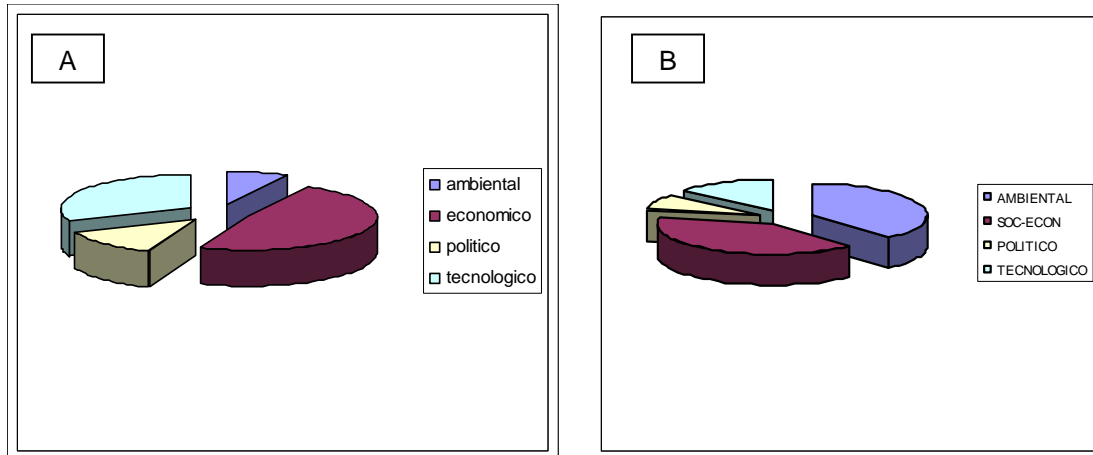 A
ambiental
economico
politico
tecnologico
B
AMBIENTAL
SOC-ECON
POLITICO
TECNOLOGICO